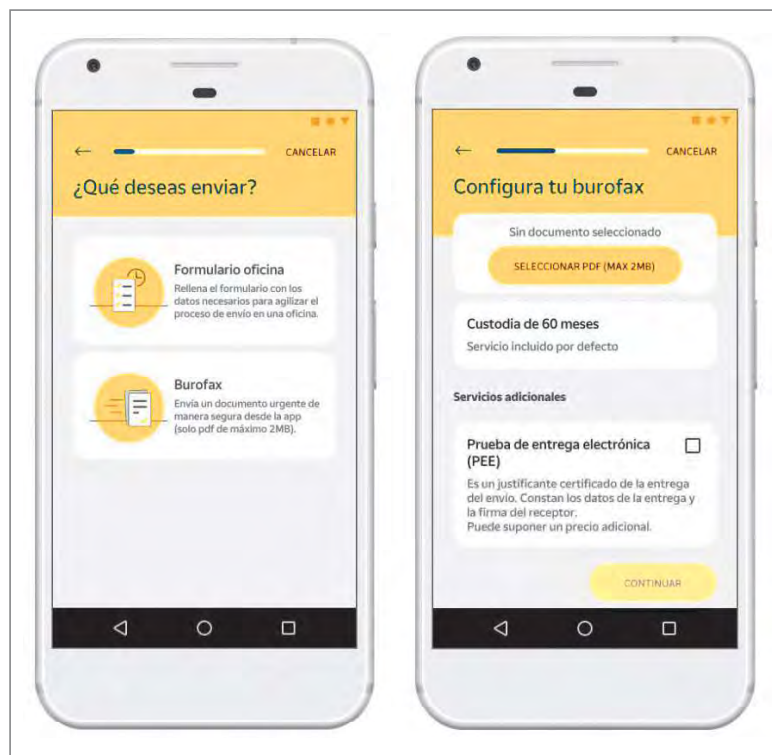 CANCELAR
¿Qué deseas enviar?
Formulario oficina
Rellena el formulario con los
datos necesarios para agilizar el
proceso de envío en una oficina.
Burofax
Envía un documento urgente de
manera segura desde la app
(solo pdf de máximo 2MB).
CANCELAR
Configura tu burofax
Sin documento seleccionado
SELECCIONAR PDF (MAX 2MB)
Custodia de 60 meses
Servicio incluido por defecto
Servicios adicionales
Prueba de entrega electrónica
(PEE)
Es un justificante certificado de la entrega
del envío. Constan los datos de la entrega y
la firma del receptor.
Puede suponer un precio adicional.
CONTINUAR